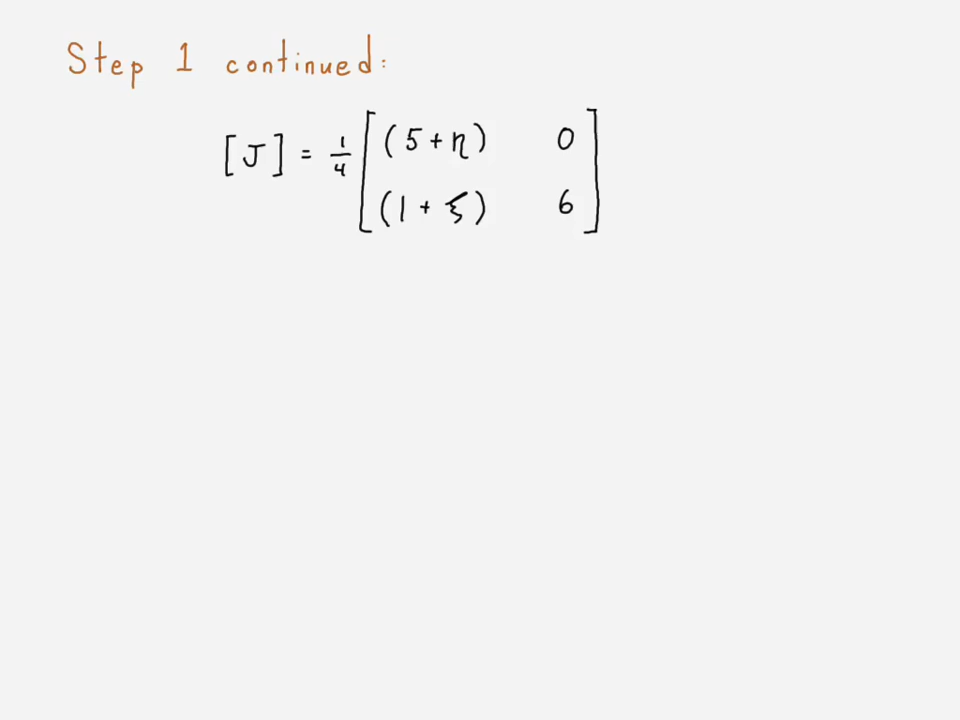 Step 1 continued:
[J] = 1/4 [ (5+η) 0
(1+ξ) 6 ]